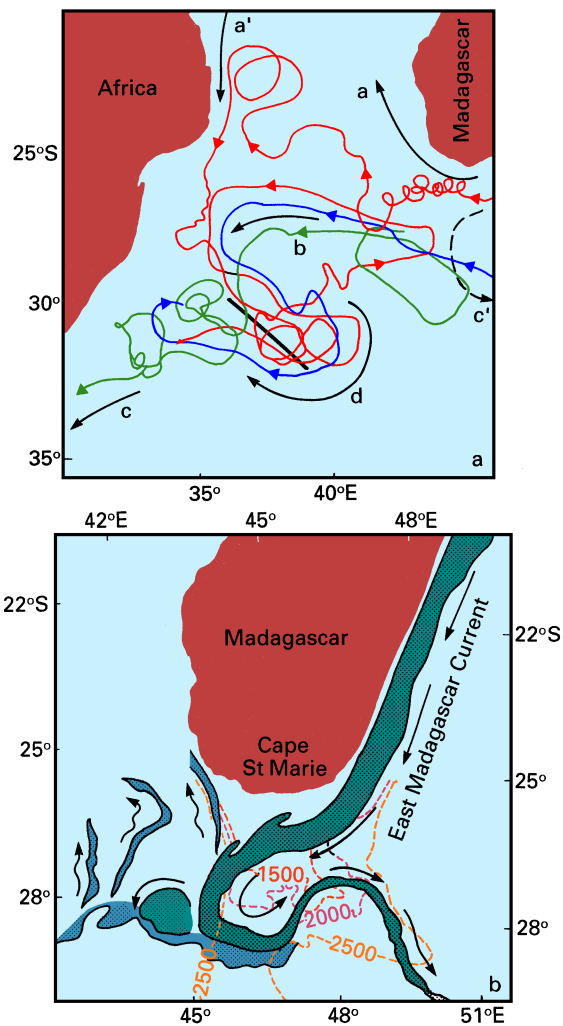 a'
Africa
Madagascar
a
25°S
b
30°
c'
c
d
35°
a
35°
40°E
42°E
45°
48°E
22°S
22°S
Madagascar
East Madagascar Current
Cape
St Marie
25°
25°
1500
28°
2000
28°
2500
2500
b
45°
48°
51°E